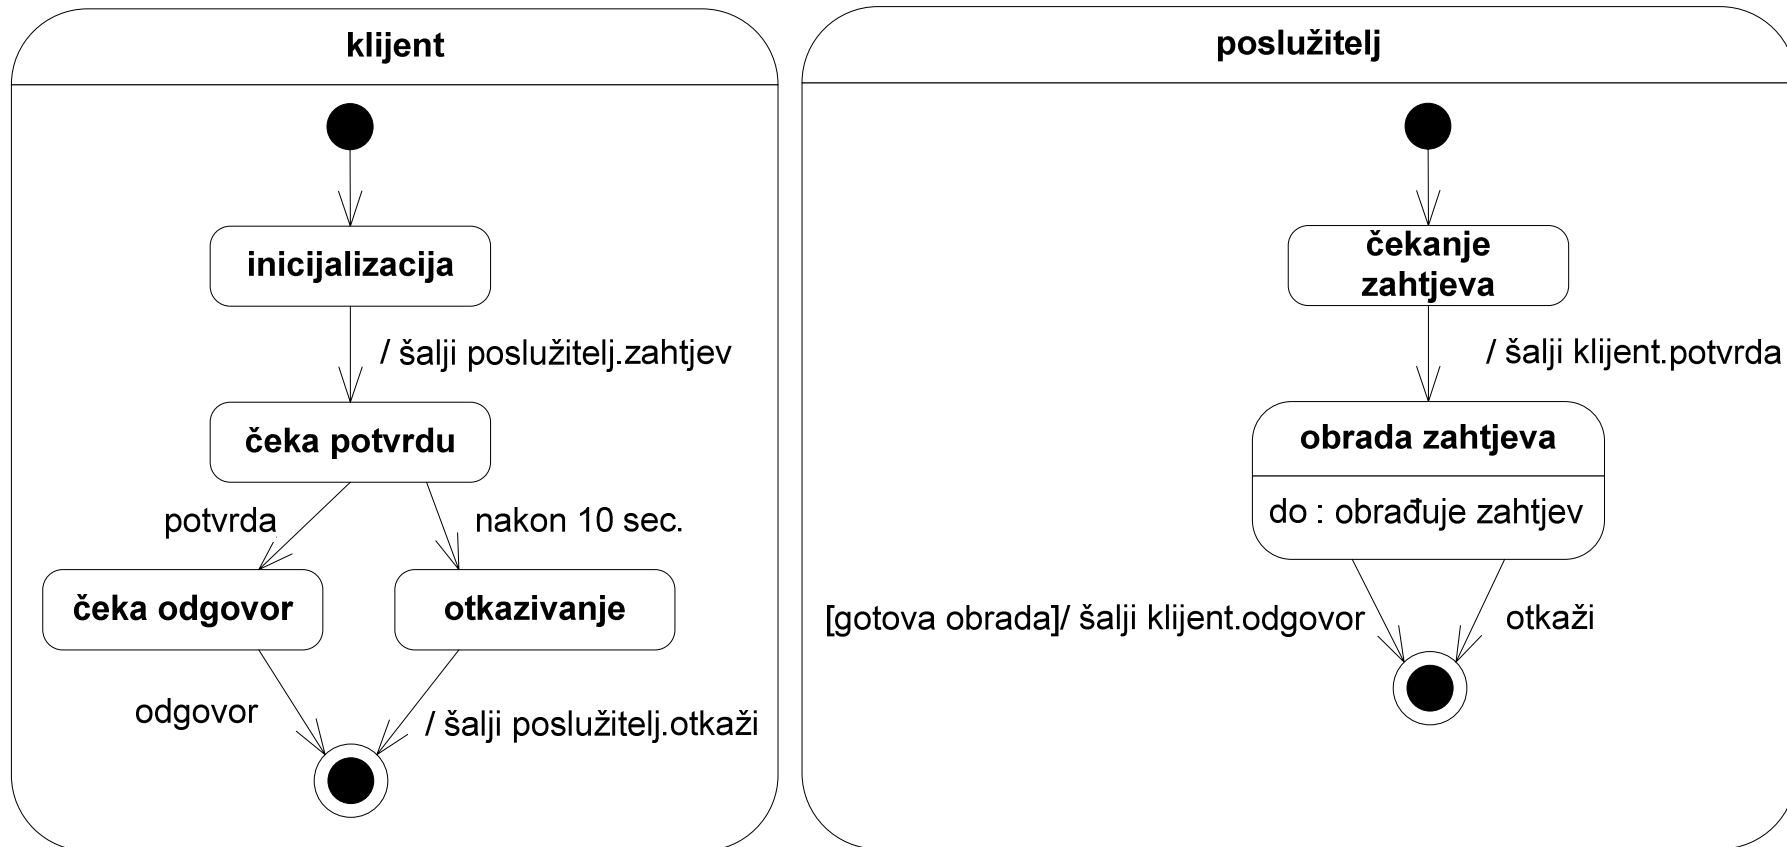 klijent
inicijalizacija
/ šalji poslužitelj.zahtjev
čeka potvrdu
potvrda
nakon 10 sec.
čeka odgovor
otkazivanje
odgovor
/ šalji poslužitelj.otkaži
poslužitelj
čekanje
zahtjeva
/ šalji klijent.potvrda
obrada zahtjeva
do : obrađuje zahtjev
[gotova obrada]/ šalji klijent.odgovor
otkaži